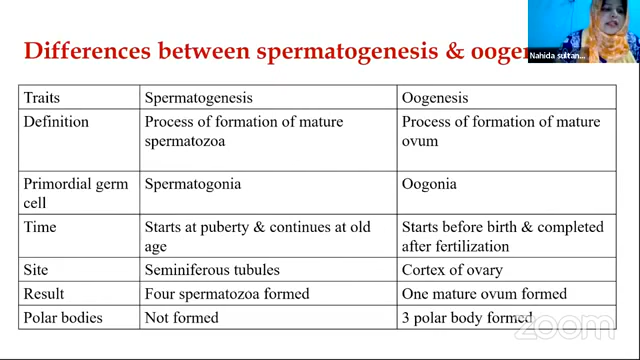 Differences between spermatogenesis & ooge
Nahida sultan...
Traits Spermatogenesis Oogenesis
Definition Process of formation of mature spermatozoa Process of formation of mature ovum
Primordial germ cell Spermatogonia Oogonia
Time Starts at puberty & continues at old age Starts before birth & completed after fertilization
Site Seminiferous tubules Cortex of ovary
Result Four spermatozoa formed One mature ovum formed
Polar bodies Not formed 3 polar body formed
zoom